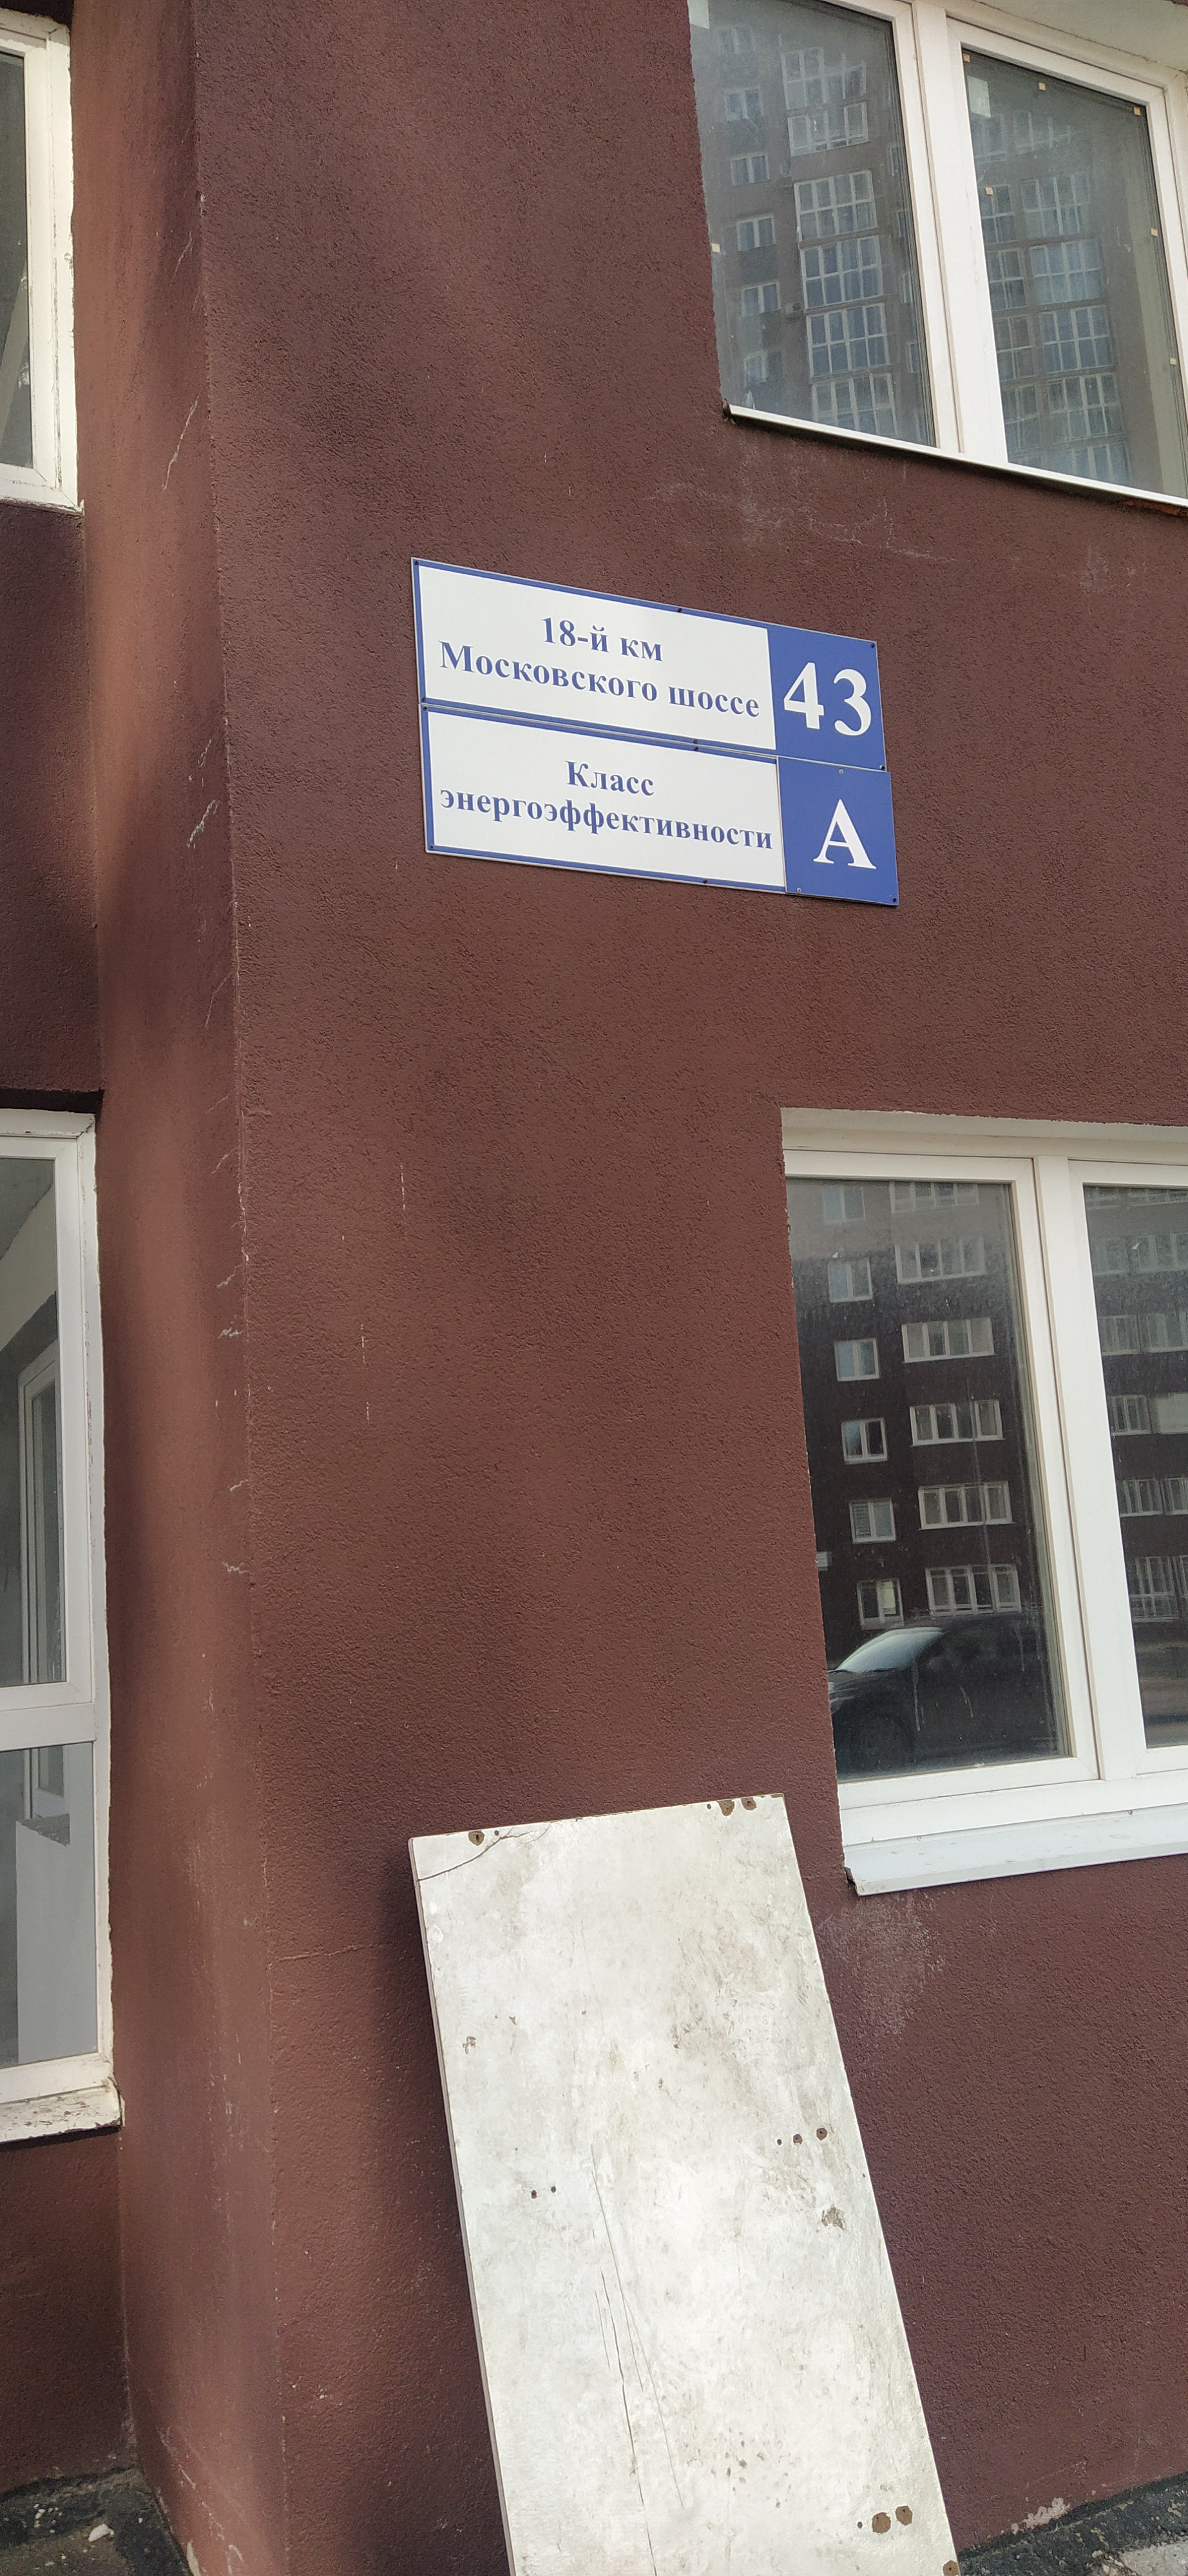 18-й км
Московского шоссе
43
Класс
энергоэффективности
А